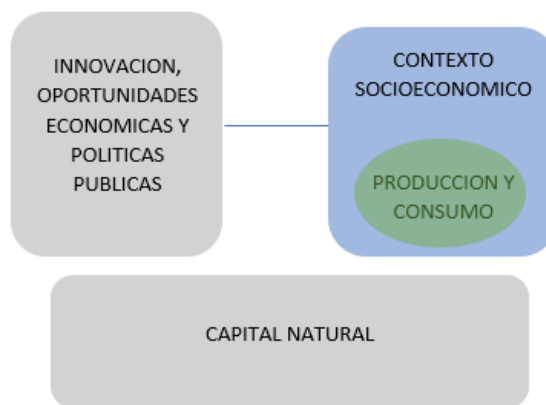 INNOVACION,
OPORTUNIDADES
ECONOMICAS Y
POLITICAS
PUBLICAS
CONTEXTO
SOCIOECONOMICO
PRODUCCION Y
CONSUMO
CAPITAL NATURAL